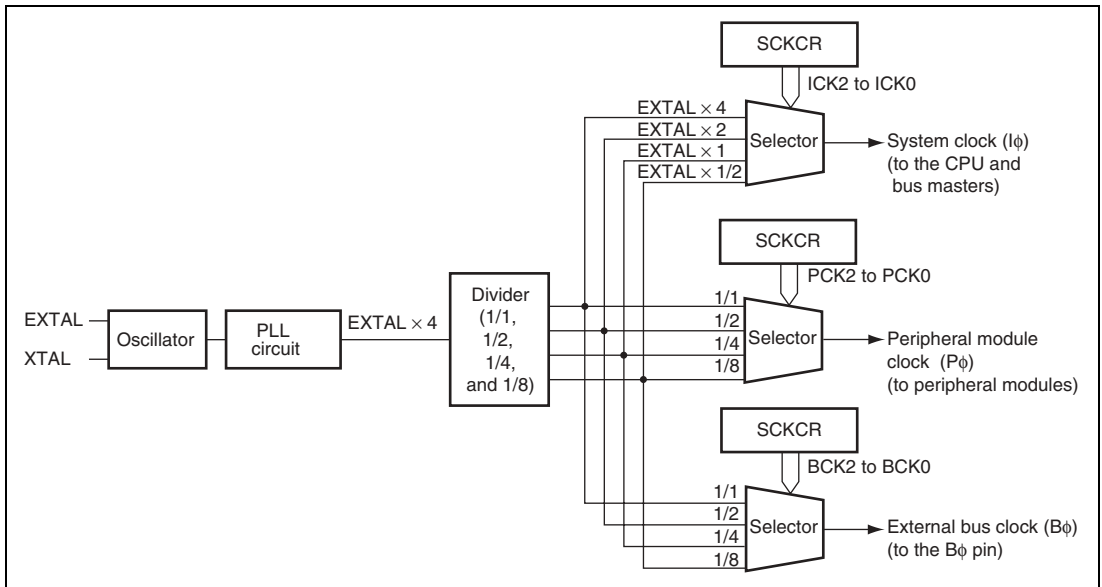 SCKCR
ICK2 to ICK0
EXTAL × 4
EXTAL × 2
EXTAL × 1
EXTAL × 1/2
Selector
System clock (Iϕ)
(to the CPU and
bus masters)
SCKCR
PCK2 to PCK0
EXTAL
XTAL
Oscillator
PLL
circuit
EXTAL × 4
Divider
(1/1,
1/2,
1/4,
and 1/8)
1/1
1/2
1/4
1/8
Selector
Peripheral module
clock (Pϕ)
(to peripheral modules)
SCKCR
BCK2 to BCK0
1/1
1/2
1/4
1/8
Selector
External bus clock (Bϕ)
(to the Bϕ pin)